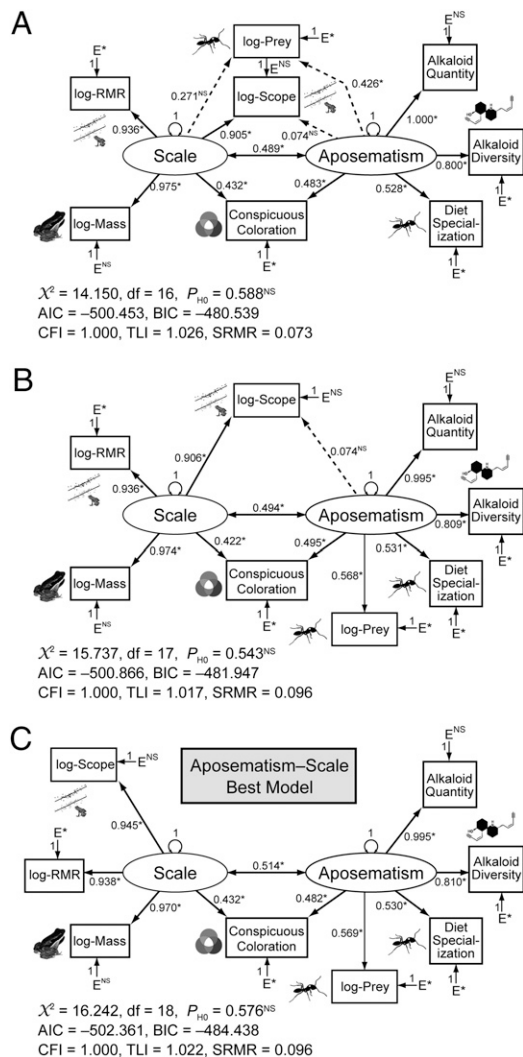 A
log-Prey
1 E*
E*
1
1 E^NS
E^NS
1
log-RMR
log-Scope
Alkaloid
Quantity
0.271^NS
0.426*
0.936*
1
0.905*
0.074^NS
1
1.000*
Scale
0.489*
Aposematism
0.800*
Alkaloid
Diversity
0.975*
0.432*
0.483*
0.528*
1
E*
log-Mass
Conspicuous
Coloration
Diet
Special-
ization
1
E^NS
1
E*
1
E*
X² = 14.150, df = 16, P_H0 = 0.588^NS
AIC = –500.453, BIC = –480.539
CFI = 1.000, TLI = 1.026, SRMR = 0.073
B
log-Scope
1 E^NS
E^NS
1
E*
1
log-RMR
Alkaloid
Quantity
0.906*
0.074^NS
0.936*
1
1
0.995*
Scale
0.494*
Aposematism
0.809*
Alkaloid
Diversity
0.974*
0.422*
0.495*
0.531*
1
E*
0.568*
log-Mass
Conspicuous
Coloration
Diet
Special-
ization
1
E^NS
1
E*
log-Prey
1 E*
1
E*
X² = 15.737, df = 17, P_H0 = 0.543^NS
AIC = –500.866, BIC = –481.947
CFI = 1.000, TLI = 1.017, SRMR = 0.096
C
log-Scope
1 E^NS
Aposematism–Scale
Best Model
E^NS
1
Alkaloid
Quantity
E*
1
0.945*
1
1
0.995*
log-RMR
0.938*
Scale
0.514*
Aposematism
0.810*
Alkaloid
Diversity
0.970*
0.432*
0.482*
0.530*
1
E*
0.569*
log-Mass
Conspicuous
Coloration
Diet
Special-
ization
1
E^NS
1
E*
log-Prey
1 E*
1
E*
X² = 16.242, df = 18, P_H0 = 0.576^NS
AIC = –502.361, BIC = –484.438
CFI = 1.000, TLI = 1.022, SRMR = 0.096